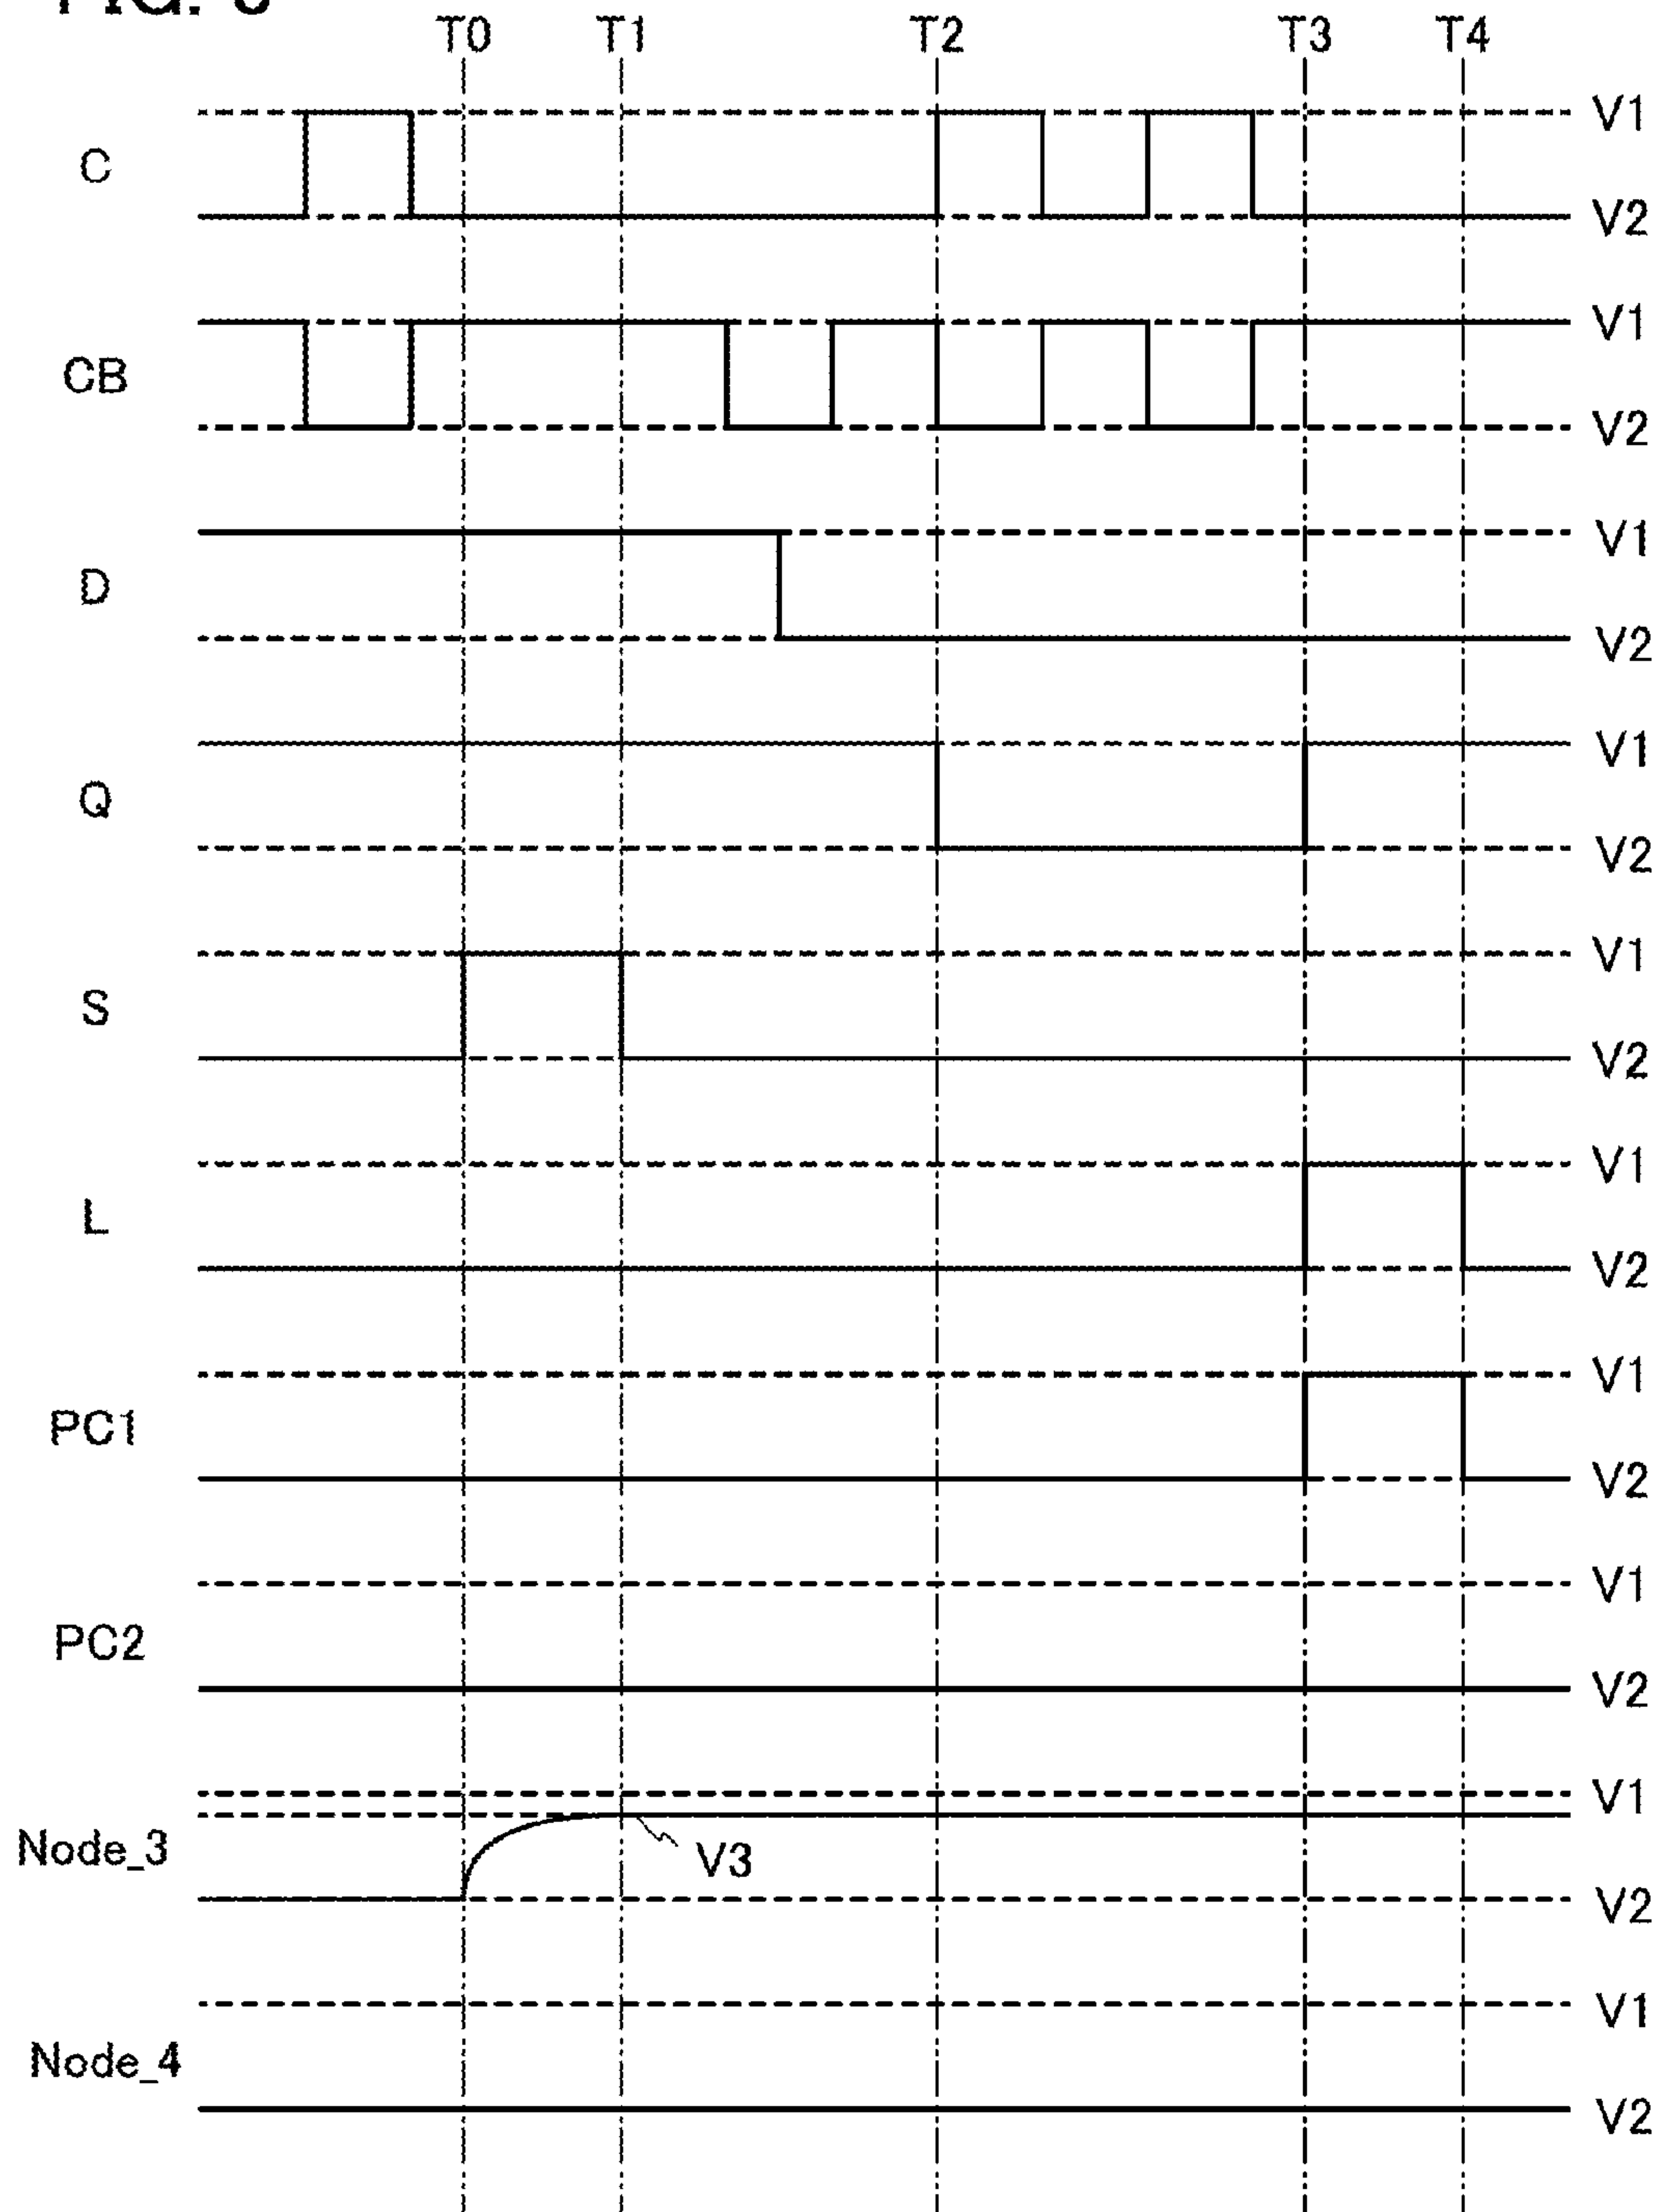 FIG.
T0 T1 T2 T3 T4
C V1
V2
CB V1
V2
D V1
V2
Q V1
V2
S V1
V2
L V1
V2
PC1 V1
V2
PC2 V1
V2
Node_3 V1
V3
V2
Node_4 V1
V2